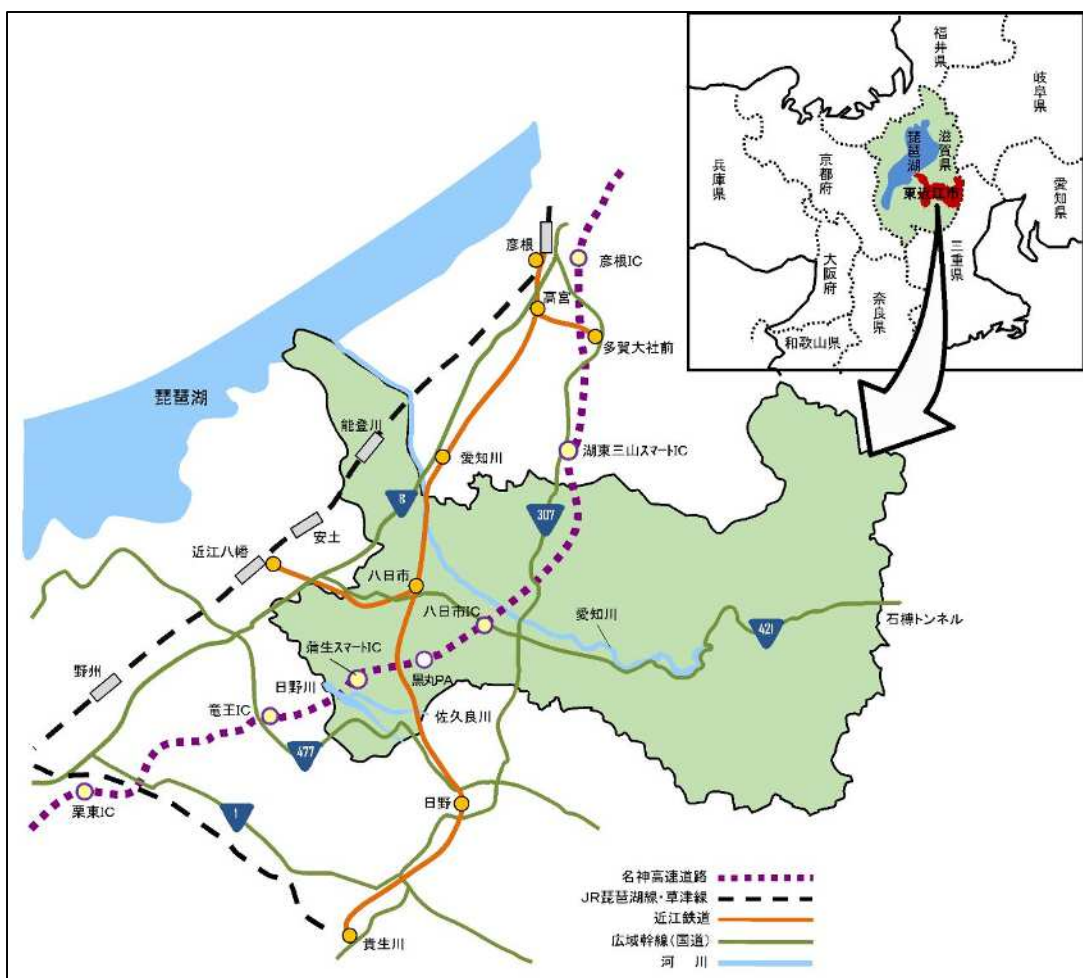 福井県
岐阜県
滋賀県
琵琶湖
京都府
兵庫県
東近江市
愛知県
三重県
大阪府
奈良県
和歌山県
彦根
彦根IC
高宮
多賀大社前
琵琶湖
能登川
愛知川
湖東三山スマートIC
8
307
安土
近江八幡
八日市
八日市IC
愛知川
421
石榑トンネル
蒲生スマートIC
黒丸PA
野州
日野川
佐久良川
竜王IC
477
栗東IC
1
日野
貴生川
名神高速道路
JR琵琶湖線・草津線
近江鉄道
広域幹線(国道)
河　川